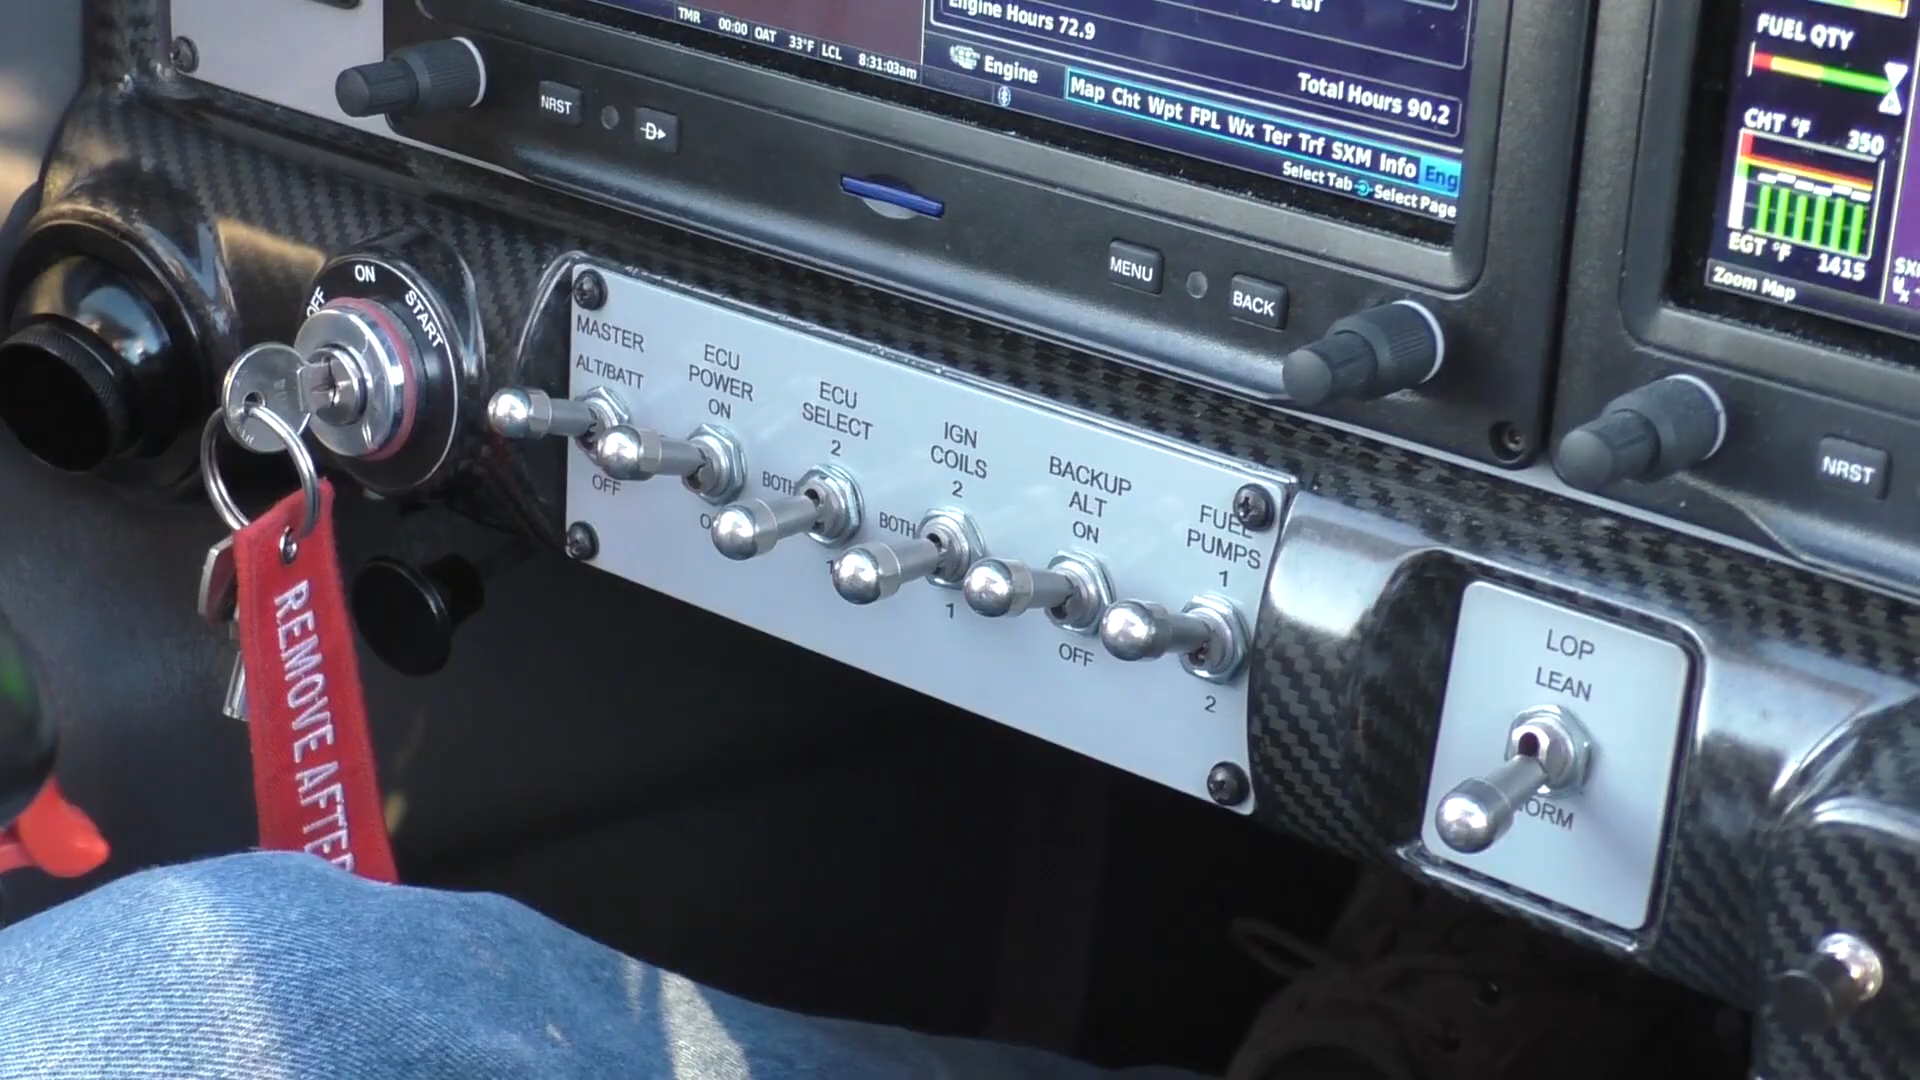 EGT
Engine Hours 72.9
TMR 00:00 OAT 33°F LCL 8:31:03am
Engine
Total Hours 90.2
Map Cht Wpt FPL Wx Ter Trf SXM Info Eng
Select Tab Select Page
NRST
D
MENU
BACK
FUEL QTY
CHT °F 350
EGT °F 1415
Zoom Map
NRST
OFF
ON
START
MASTER
ALT/BATT
OFF
ECU
POWER
ON
ECU
SELECT
2
BOTH
1
IGN
COILS
2
BOTH
1
BACKUP
ALT
ON
OFF
FUEL
PUMPS
1
2
LOP
LEAN
REMOVE AFTER